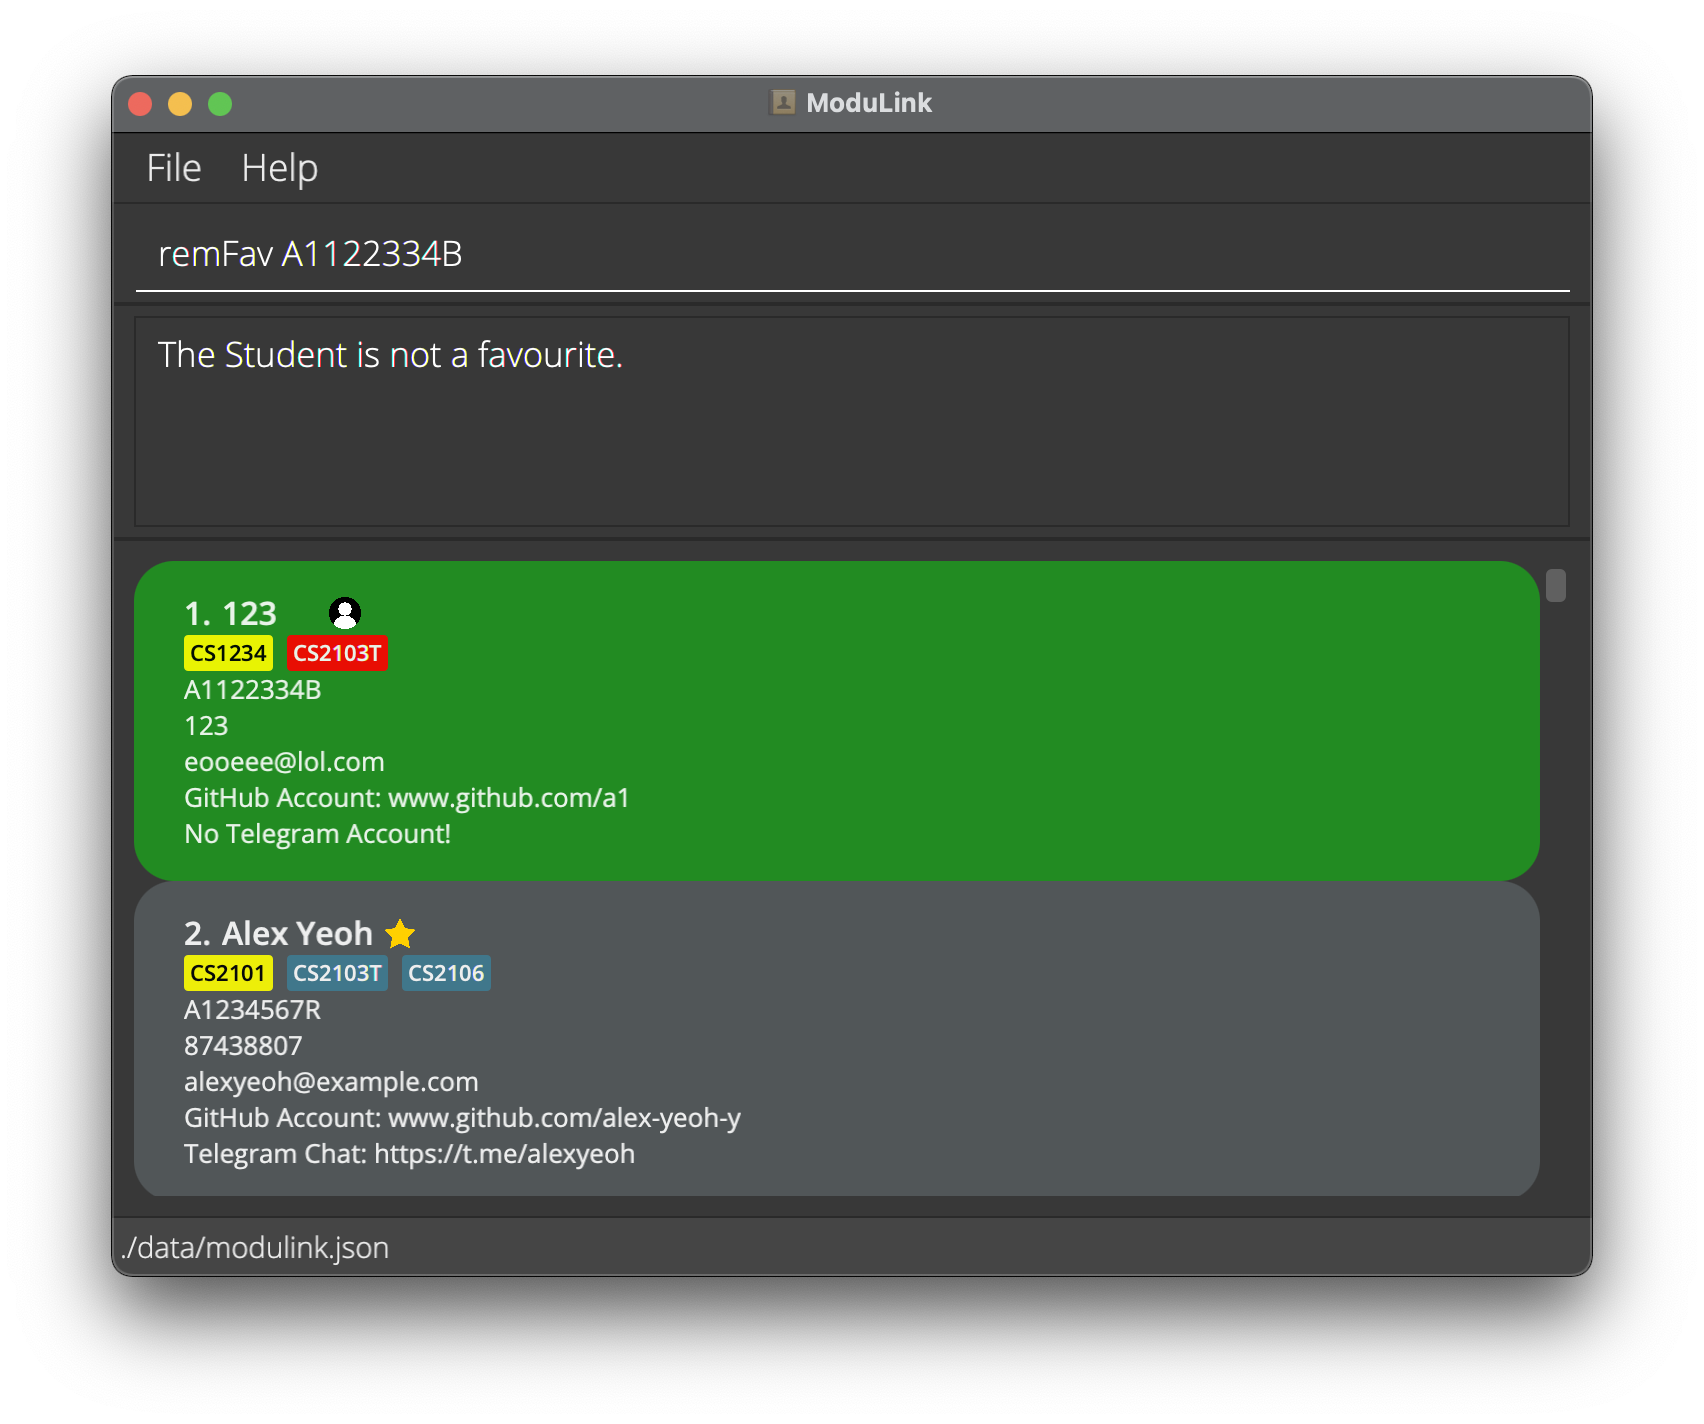 ModuLink
File Help
remFav A1122334B
The Student is not a favourite.
1. 123
CS1234 CS2103T
A1122334B
123
eooeee@lol.com
GitHub Account: www.github.com/a1
No Telegram Account!
2. Alex Yeoh
CS2101 CS2103T CS2106
A1234567R
87438807
alexyeoh@example.com
GitHub Account: www.github.com/alex-yeoh-y
Telegram Chat: https://t.me/alexyeoh
./data/modulink.json